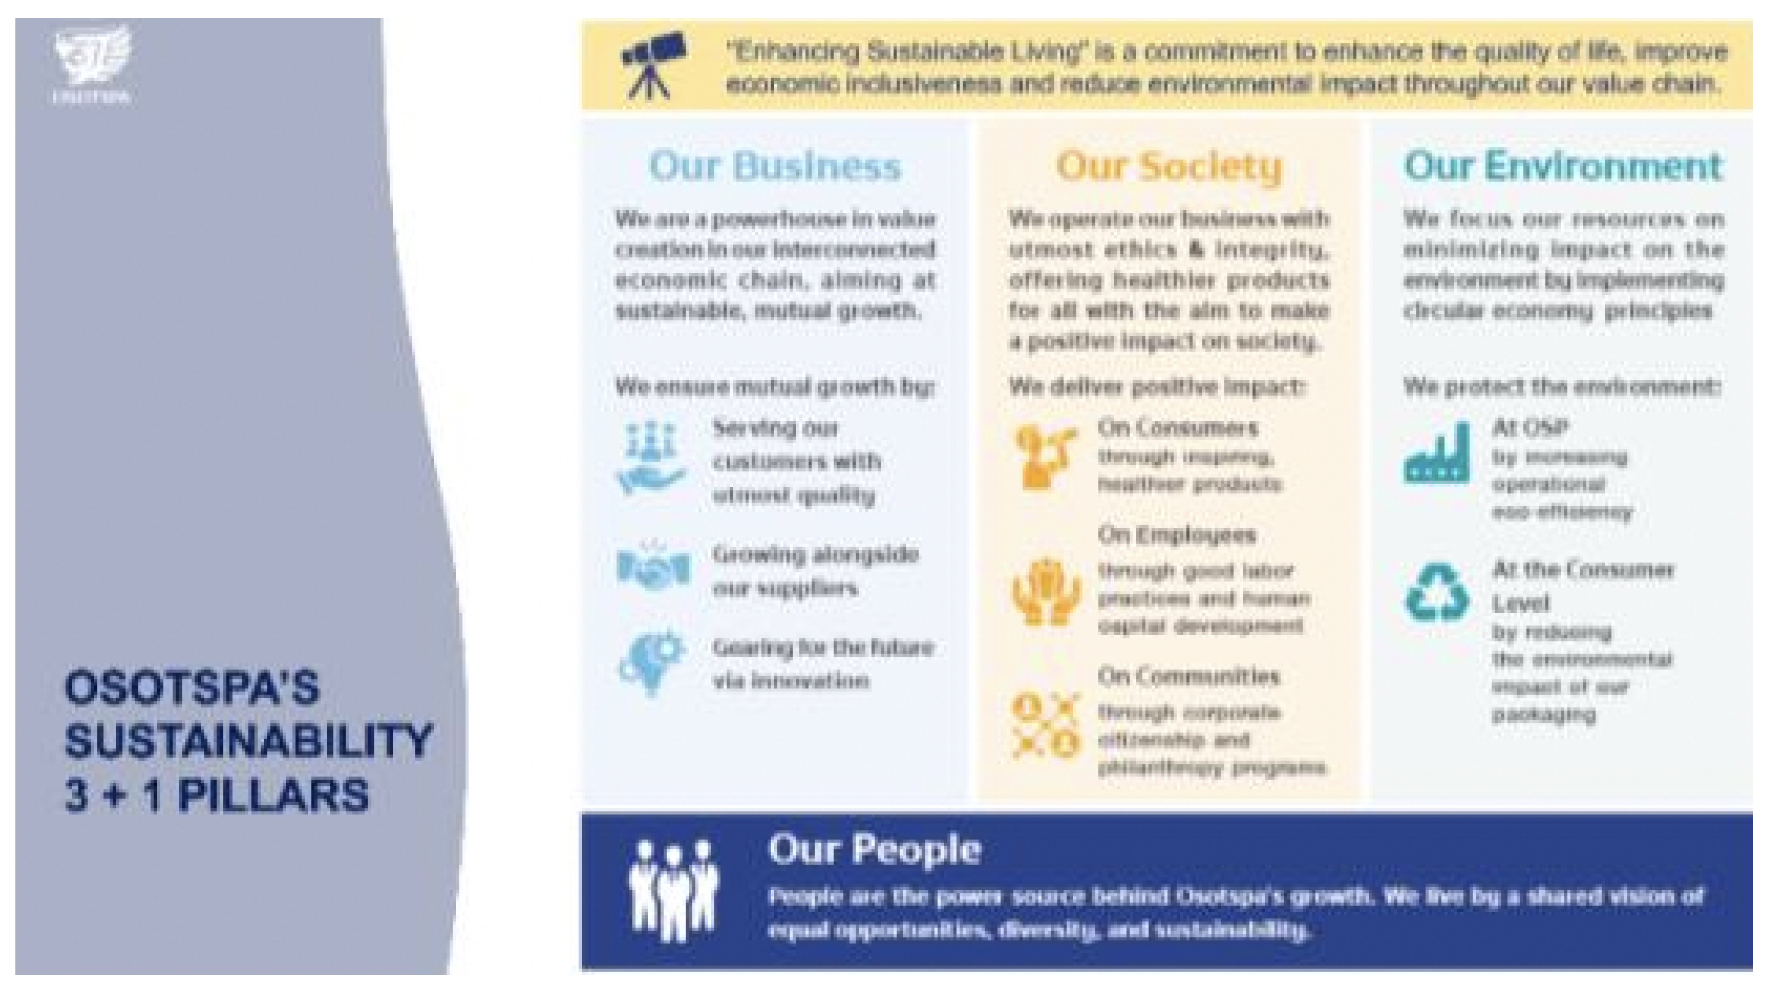 OSOTSPA
OSOTSPA'S
SUSTAINABILITY
3 + 1 PILLARS
"Enhancing Sustainable Living" is a commitment to enhance the quality of life, improve
economic inclusiveness and reduce environmental impact throughout our value chain.
Our Business
We are a powerhouse in value
creation in our interconnected
economic chain, aiming at
sustainable, mutual growth.
We ensure mutual growth by:
Serving our
customers with
utmost quality
Growing alongside
our suppliers
Gearing for the future
via innovation
Our Society
We operate our business with
utmost ethics & integrity,
offering healthier products
for all with the aim to make
a positive impact on society.
We deliver positive impact:
On Consumers
through inspiring,
healthier products
On Employees
through good labor
practices and human
capital development
On Communities
through corporate
citizenship and
philanthropy programs
Our Environment
We focus our resources on
minimizing impact on the
environment by implementing
circular economy principles
We protect the environment:
At OSP
by increasing
operational
eco efficiency
At the Consumer
Level
by reducing
the environmental
impact of our
packaging
Our People
People are the power source behind Osotspa's growth. We live by a shared vision of
equal opportunities, diversity, and sustainability.